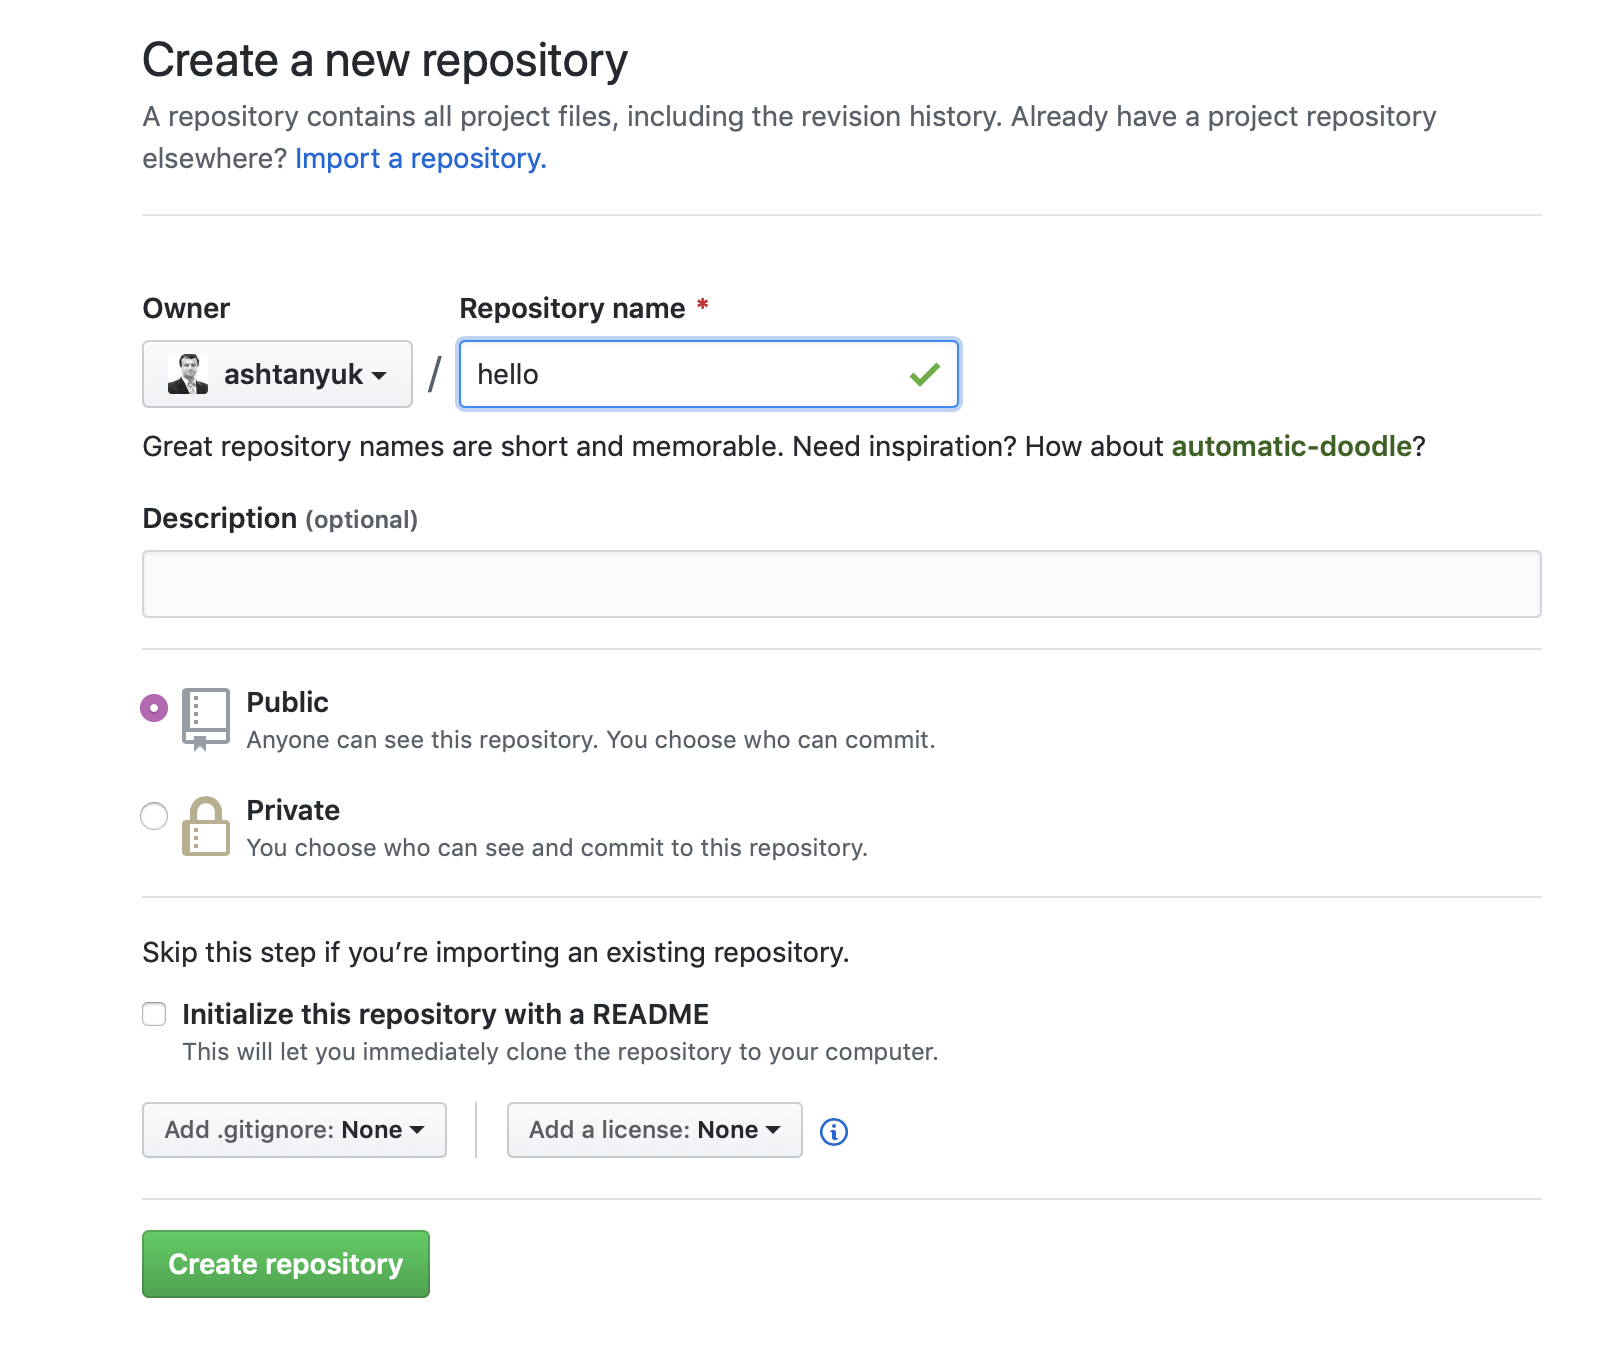 Create a new repository
A repository contains all project files, including the revision history. Already have a project repository
elsewhere? Import a repository.
Owner
Repository name *
ashtanyuk
/
hello
Great repository names are short and memorable. Need inspiration? How about automatic-doodle?
Description (optional)
Public
Anyone can see this repository. You choose who can commit.
Private
You choose who can see and commit to this repository.
Skip this step if you’re importing an existing repository.
Initialize this repository with a README
This will let you immediately clone the repository to your computer.
Add .gitignore: None
Add a license: None
Create repository